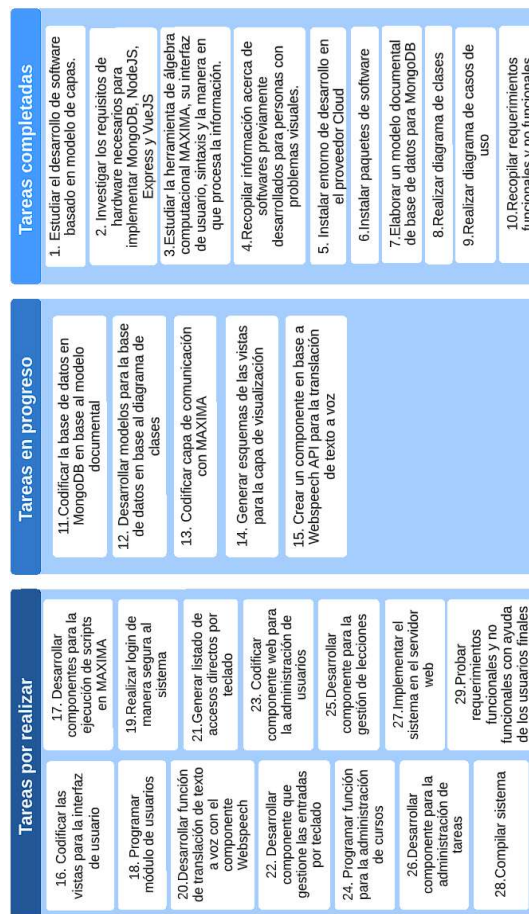 Tareas por realizar
16. Codificar las
vistas para la interfaz
de usuario
17. Desarrollar
componentes para la
ejecución de scripts
en MAXIMA
18. Programar
módulo de usuarios
19.Realizar login de
manera segura al
sistema
20.Desarrollar función
de translación de texto
a voz con el
componente
Webspeech
21.Generar listado de
accesos directos por
teclado
22. Desarrollar
componente que
gestione las entradas
por teclado
23. Codificar
componente web para
la administración de
usuarios
24. Programar función
para la administración
de cursos
25.Desarrollar
componente para la
gestión de lecciones
26.Desarrollar
componente para la
administración de
tareas
27.Implementar el
sistema en el servidor
web
28.Compilar sistema
29.Probar
requerimientos
funcionales y no
funcionales con ayuda
de los usuarios finales
Tareas en progreso
11.Codificar la base de datos en
MongoDB en base al modelo
documental
12. Desarrollar modelos para la base
de datos en base al diagrama de
clases
13. Codificar capa de comunicación
con MAXIMA
14. Generar esquemas de las vistas
para la capa de visualización
15. Crear un componente en base a
Webspeech API para la translación
de texto a voz
Tareas completadas
1. Estudiar el desarrollo de software
basado en modelo de capas.
2. Investigar los requisitos de
hardware necesarios para
implementar MongoDB, NodeJS,
Express y VueJS
3.Estudiar la herramienta de álgebra
computacional MAXIMA, su interfaz
de usuario, sintaxis y la manera en
que procesa la información.
4.Recopilar información acerca de
softwares previamente
desarrollados para personas con
problemas visuales.
5. Instalar entorno de desarrollo en
el proveedor Cloud
6.Instalar paquetes de software
7.Elaborar un modelo documental
de base de datos para MongoDB
8.Realizar diagrama de clases
9.Realizar diagrama de casos de
uso
10.Recopilar requerimientos
funcionales y no funcionales